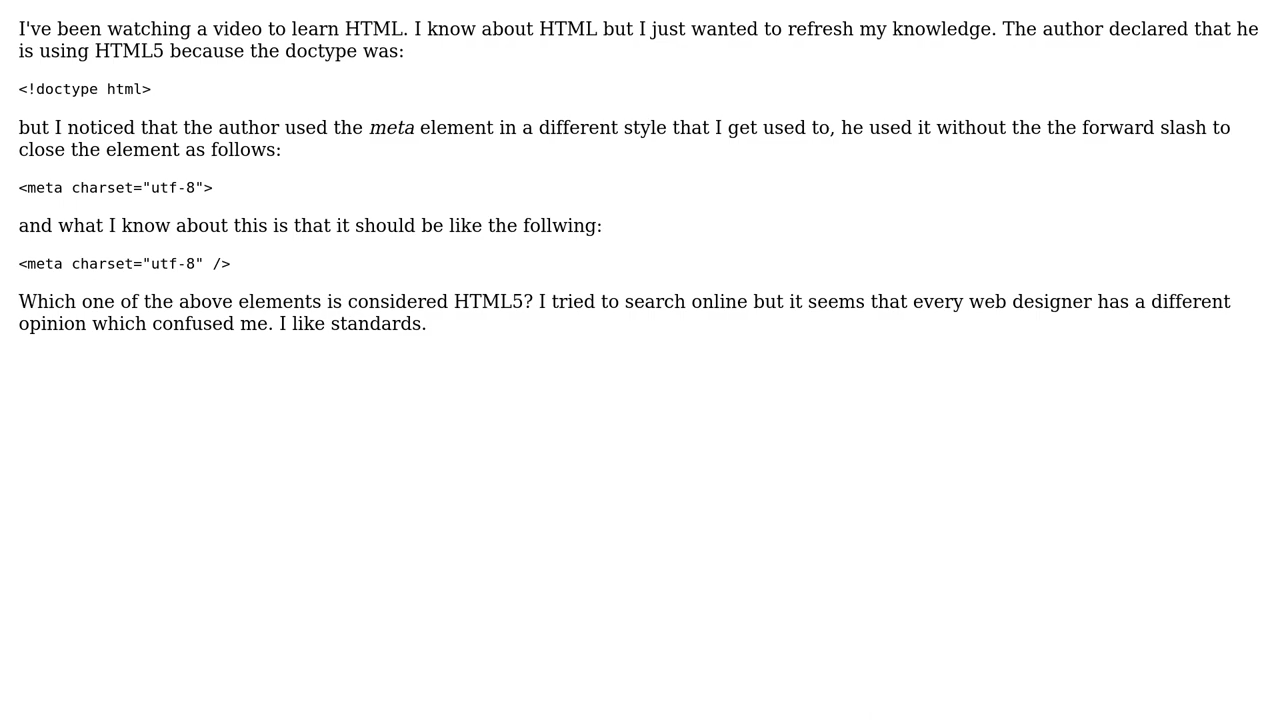 I've been watching a video to learn HTML. I know about HTML but I just wanted to refresh my knowledge. The author declared that he
is using HTML5 because the doctype was:
<!doctype html>
but I noticed that the author used the meta element in a different style that I get used to, he used it without the the forward slash to
close the element as follows:
<meta charset="utf-8">
and what I know about this is that it should be like the follwing:
<meta charset="utf-8" />
Which one of the above elements is considered HTML5? I tried to search online but it seems that every web designer has a different
opinion which confused me. I like standards.